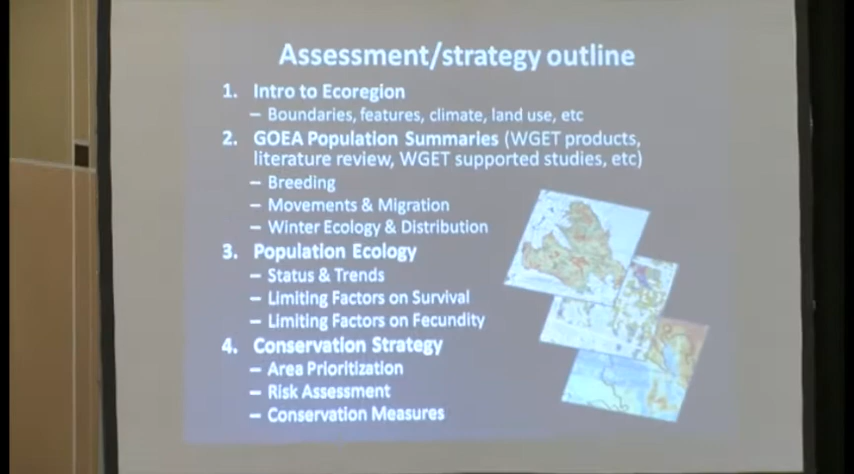 Assessment/strategy outline
1. Intro to Ecoregion
– Boundaries, features, climate, land use, etc
2. GOEA Population Summaries (WGET products,
literature review, WGET supported studies, etc)
– Breeding
– Movements & Migration
– Winter Ecology & Distribution
3. Population Ecology
– Status & Trends
– Limiting Factors on Survival
– Limiting Factors on Fecundity
4. Conservation Strategy
– Area Prioritization
– Risk Assessment
– Conservation Measures